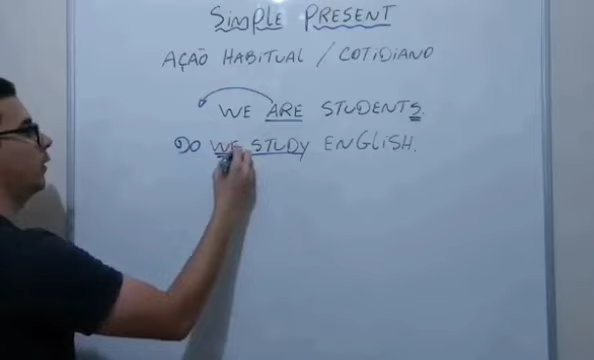 SimPLe PRESENT
AÇÃO HABITUAL / COTIDIANO
WE ARE STUDENTS.
DO WE STUDY ENGLISH.